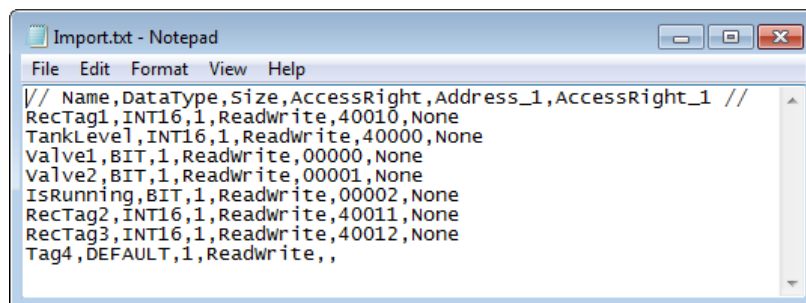 Import.txt - Notepad
File Edit Format View Help
// Name,DataType,Size,AccessRight,Address_1,AccessRight_1 //
RecTag1,INT16,1,ReadWrite,40010,None
TankLevel,INT16,1,ReadWrite,40000,None
Valve1,BIT,1,ReadWrite,00000,None
Valve2,BIT,1,ReadWrite,00001,None
IsRunning,BIT,1,ReadWrite,00002,None
RecTag2,INT16,1,ReadWrite,40011,None
RecTag3,INT16,1,ReadWrite,40012,None
Tag4,DEFAULT,1,ReadWrite,,